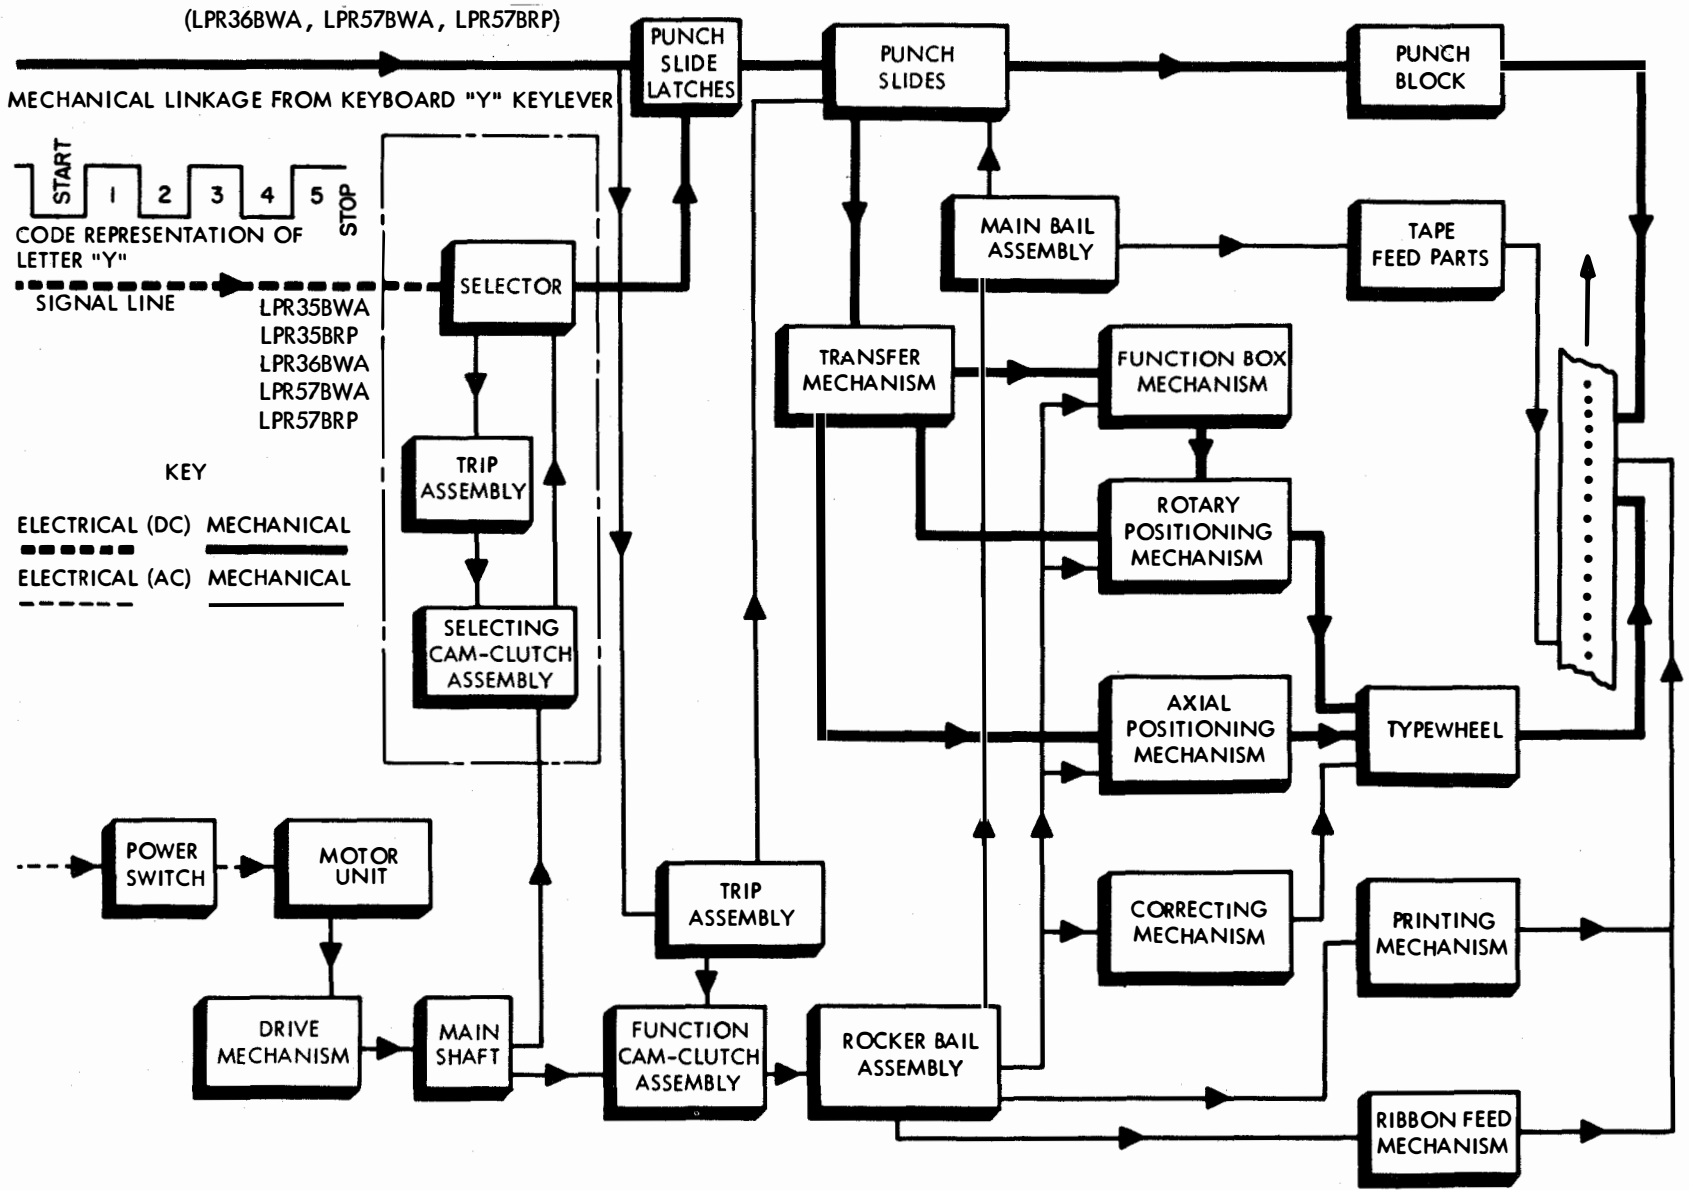 (LPR36BWA, LPR57BWA, LPR57BRP)
MECHANICAL LINKAGE FROM KEYBOARD "Y" KEYLEVER
PUNCH
SLIDE
LATCHES
PUNCH
SLIDES
PUNCH
BLOCK
START
1 2 3 4 5
STOP
CODE REPRESENTATION OF
LETTER "Y"
SIGNAL LINE
LPR35BWA
LPR35BRP
LPR36BWA
LPR57BWA
LPR57BRP
SELECTOR
MAIN BAIL
ASSEMBLY
TAPE
FEED PARTS
TRANSFER
MECHANISM
FUNCTION BOX
MECHANISM
KEY
ELECTRICAL (DC) MECHANICAL
ELECTRICAL (AC) MECHANICAL
TRIP
ASSEMBLY
ROTARY
POSITIONING
MECHANISM
SELECTING
CAM-CLUTCH
ASSEMBLY
AXIAL
POSITIONING
MECHANISM
TYPEWHEEL
POWER
SWITCH
MOTOR
UNIT
TRIP
ASSEMBLY
CORRECTING
MECHANISM
PRINTING
MECHANISM
DRIVE
MECHANISM
MAIN
SHAFT
FUNCTION
CAM-CLUTCH
ASSEMBLY
ROCKER BAIL
ASSEMBLY
RIBBON FEED
MECHANISM